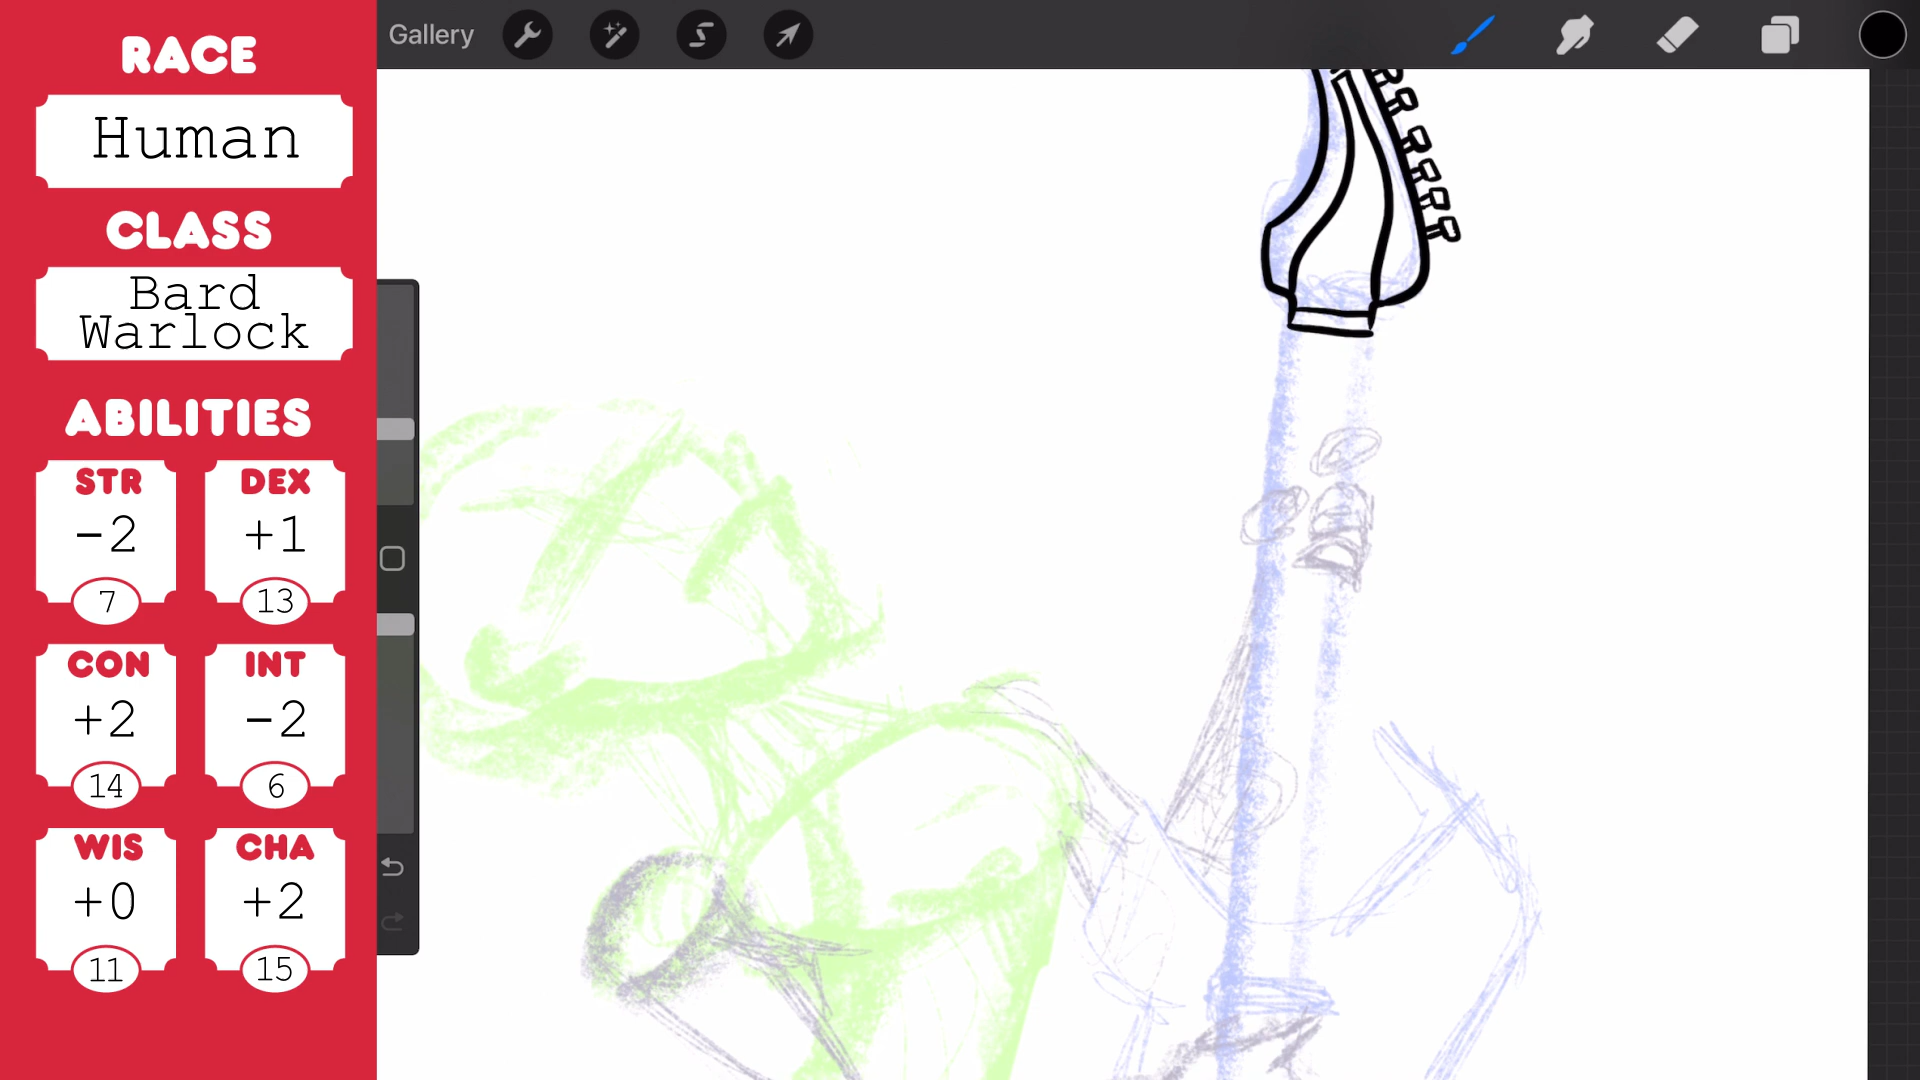 Gallery
RACE
Human
CLASS
Bard
Warlock
ABILITIES
STR DEX
-2 +1
7 13
CON INT
+2 -2
14 6
WIS CHA
+0 +2
11 15